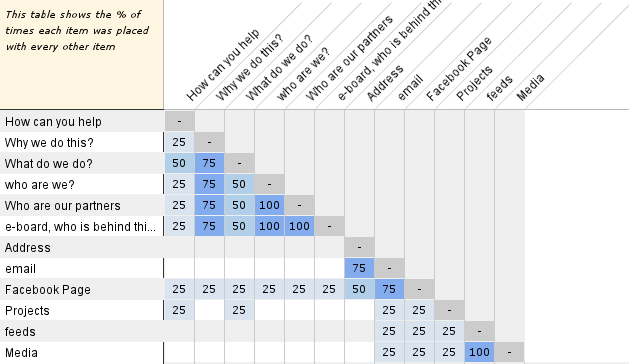 This table shows the % of
times each item was placed
with every other item
How can you help
Why we do this?
What do we do?
who are we?
Who are our partners
e-board, who is behind thi
Address
email
Facebook Page
Projects
feeds
Media
How can you help -
Why we do this? 25 -
What do we do? 50 75 -
who are we? 25 75 50 -
Who are our partners 25 75 50 100 -
e-board, who is behind thi... 25 75 50 100 100 -
Address -
email 75 -
Facebook Page 25 25 25 25 25 25 50 75 -
Projects 25 25 25 25 -
feeds 25 25 25 -
Media 25 25 25 100 -